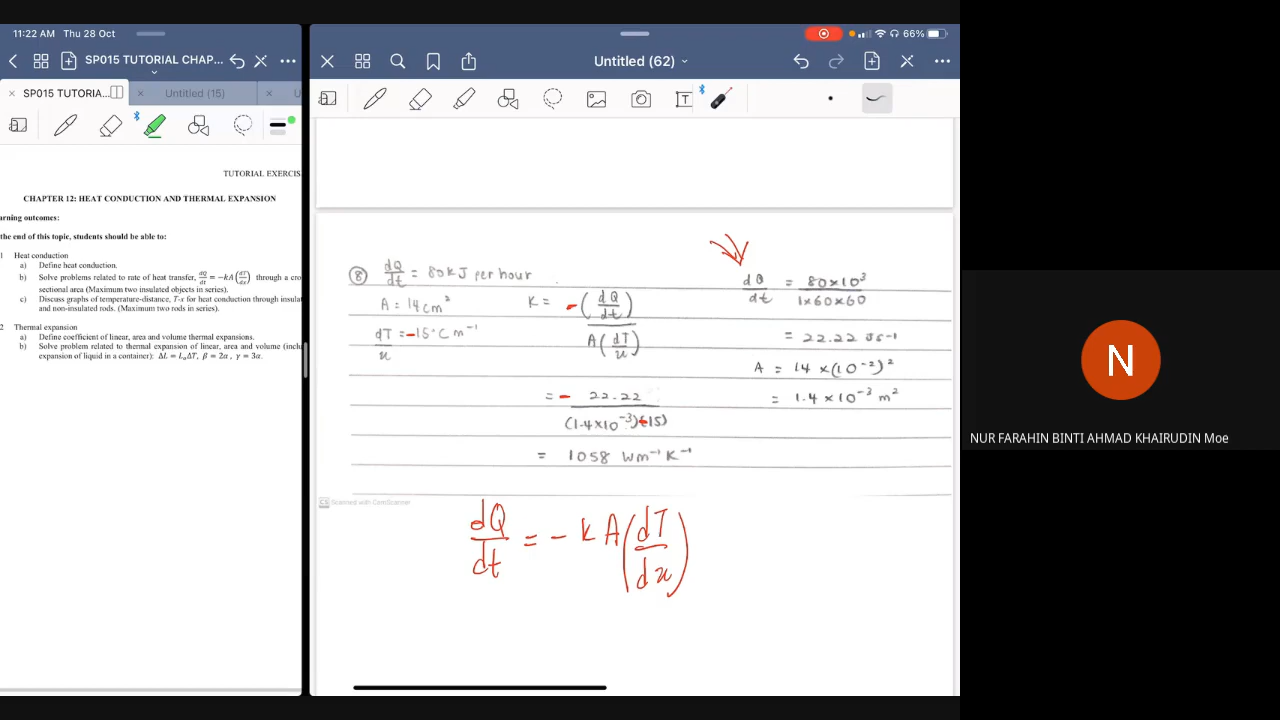 11:22 AM Thu 28 Oct
66%
SP015 TUTORIAL CHAP...
Untitled (62)
SP015 TUTORIA...
Untitled (15)
U
T
TUTORIAL EXERCIS
CHAPTER 12: HEAT CONDUCTION AND THERMAL EXPANSION
arning outcomes:
the end of this topic, students should be able to:
1 Heat conduction
a) Define heat conduction.
b) Solve problems related to rate of heat transfer, dQ/dt = -kA(dT/dx) through a cro
sectional area (Maximum two insulated objects in series).
c) Discuss graphs of temperature-distance, T-x for heat conduction through insulat
and non-insulated rods. (Maximum two rods in series).
2 Thermal expansion
a) Define coefficient of linear, area and volume thermal expansions.
b) Solve problem related to thermal expansion of linear, area and volume (inclu
expansion of liquid in a container): ΔL = L₀αΔT, β = 2α, γ = 3α.
⑧ dQ/dt = 80kJ per hour
A = 14cm²
dT/x = -15°C m⁻¹
K = -(dQ/dt) / A(dT/x)
= - 22.22 / (1.4×10⁻³)(-15)
= 1058 Wm⁻¹ K⁻¹
dQ/dt = 80×10³ / 1×60×60
= 22.22 Js⁻¹
A = 14 ×(10⁻²)²
= 1.4×10⁻³ m²
CS Scanned with CamScanner
dQ/dt = - k A (dT/dx)
N
NUR FARAHIN BINTI AHMAD KHAIRUDIN Moe